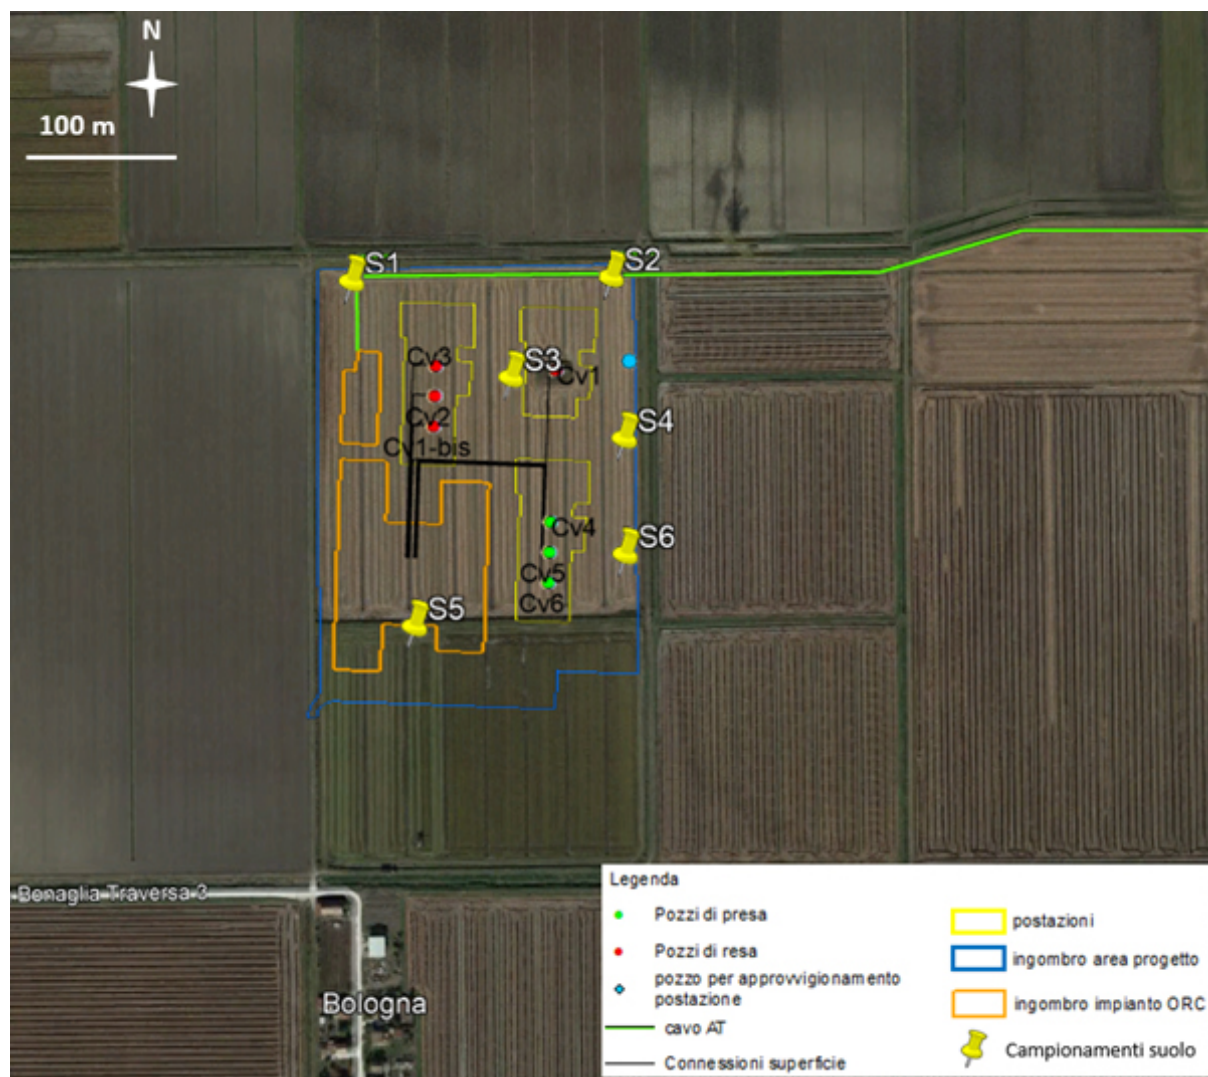 N
100 m
S1
S2
Cv3
S3
Cv1
Cv2
S4
Cv1-bis
Cv4
S6
Cv5
Cv6
S5
Bonaglia Traversa 3
Bologna
Legenda
Pozzi di presa
Pozzi di resa
pozzo per approvvigionamento
postazione
cavo AT
Connessioni superficie
postazioni
ingombro area progetto
ingombro impianto ORC
Campionamenti suolo